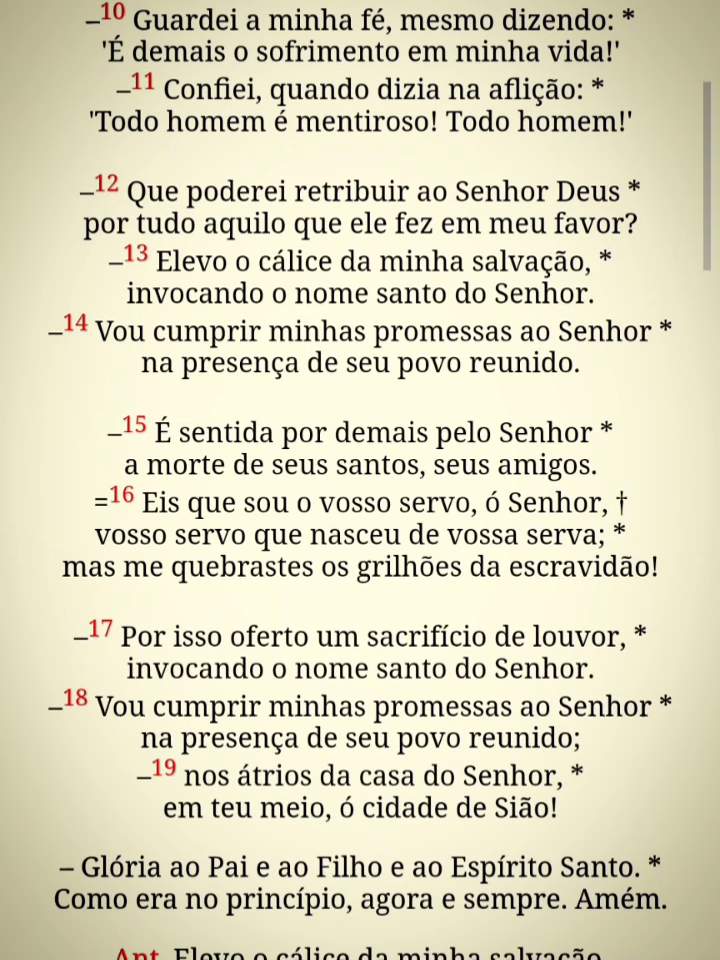 –10 Guardei a minha fé, mesmo dizendo: *
'É demais o sofrimento em minha vida!'
–11 Confiei, quando dizia na aflição: *
'Todo homem é mentiroso! Todo homem!'
–12 Que poderei retribuir ao Senhor Deus *
por tudo aquilo que ele fez em meu favor?
–13 Elevo o cálice da minha salvação, *
invocando o nome santo do Senhor.
–14 Vou cumprir minhas promessas ao Senhor *
na presença de seu povo reunido.
–15 É sentida por demais pelo Senhor *
a morte de seus santos, seus amigos.
=16 Eis que sou o vosso servo, ó Senhor, †
vosso servo que nasceu de vossa serva; *
mas me quebrastes os grilhões da escravidão!
–17 Por isso oferto um sacrifício de louvor, *
invocando o nome santo do Senhor.
–18 Vou cumprir minhas promessas ao Senhor *
na presença de seu povo reunido;
–19 nos átrios da casa do Senhor, *
em teu meio, ó cidade de Sião!
– Glória ao Pai e ao Filho e ao Espírito Santo. *
Como era no princípio, agora e sempre. Amém.
Ant. Elevo o cálice da minha salvação